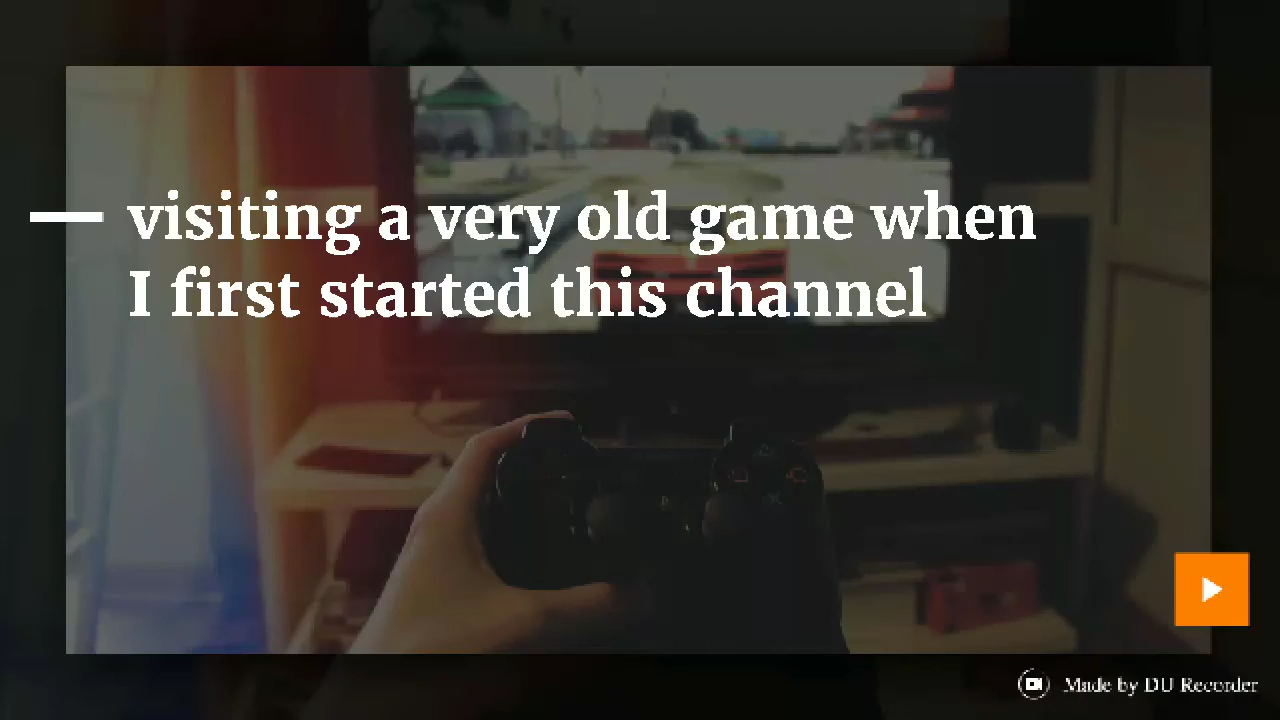 visiting a very old game when
I first started this channel
Made by DU Recorder